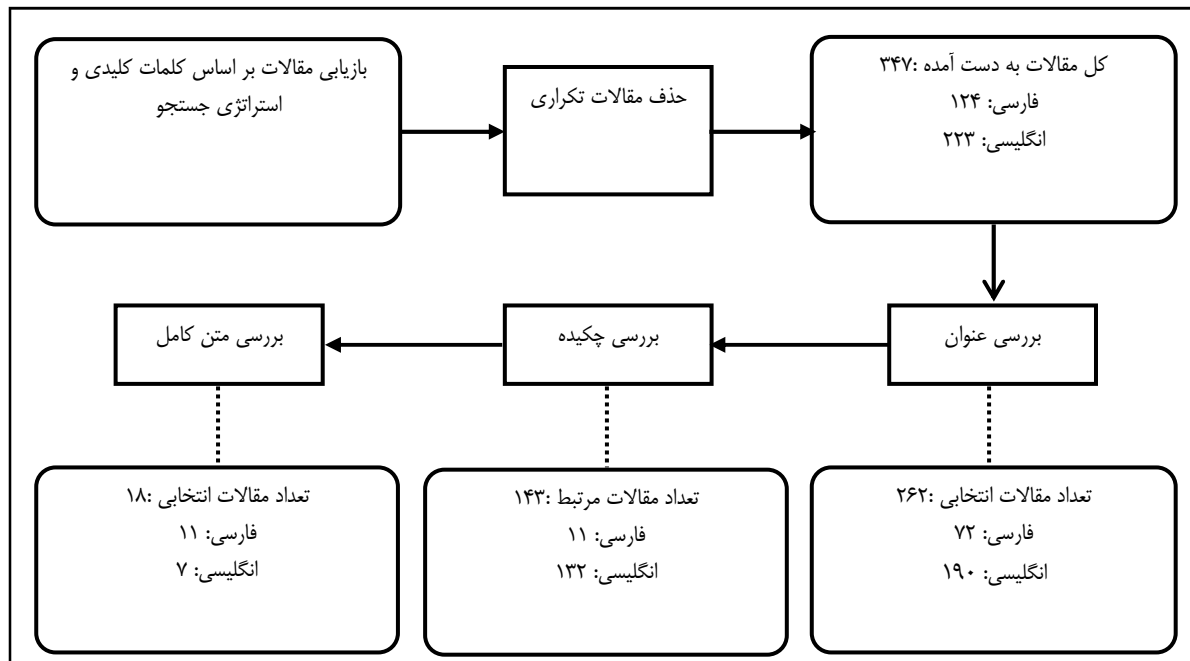 بازیابی مقالات بر اساس کلمات کلیدی و
استراتژی جستجو
حذف مقالات تکراری
کل مقالات به دست آمده :۳۴۷
فارسی: ۱۲۴
انگلیسی: ۲۲۳
بررسی عنوان
بررسی چکیده
بررسی متن کامل
تعداد مقالات انتخابی :۲۶۲
فارسی: ۷۲
انگلیسی: ۱۹۰
تعداد مقالات مرتبط :۱۴۳
فارسی: ۱۱
انگلیسی: ۱۳۲
تعداد مقالات انتخابی :۱۸
فارسی: ۱۱
انگلیسی: ۷